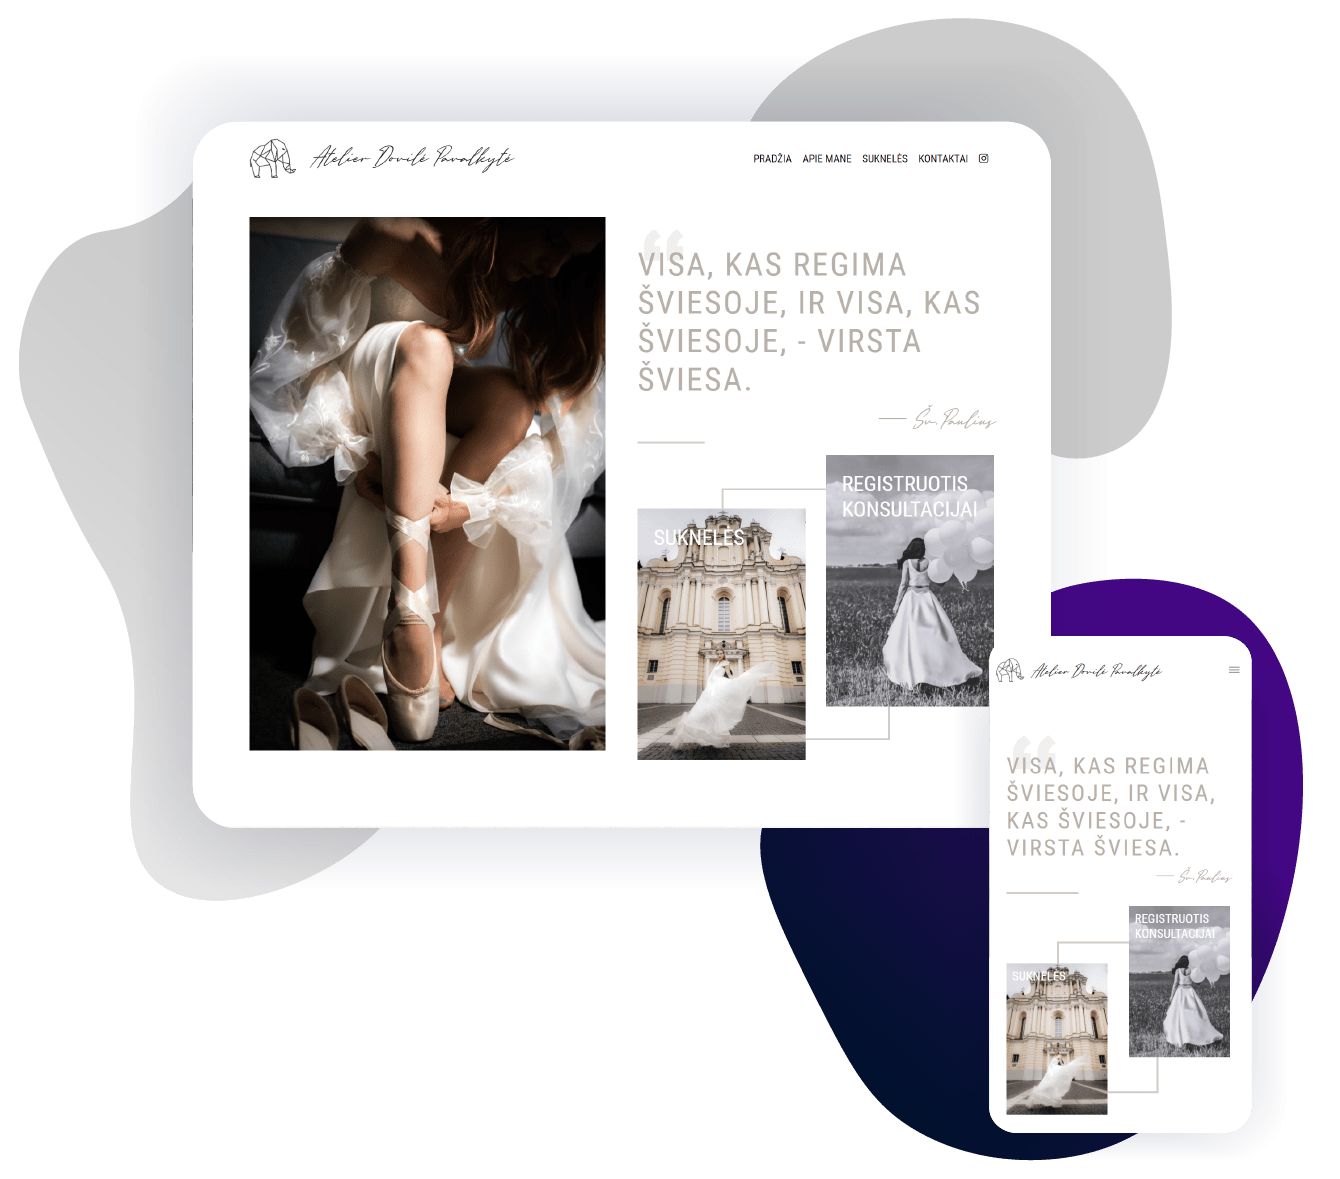 Atelier Dovilė Pavalkytė
PRADŽIA APIE MANE SUKNELĖS KONTAKTAI
“
VISA, KAS REGIMA
ŠVIESOJE, IR VISA, KAS
ŠVIESOJE, - VIRSTA
ŠVIESA.
— Šv. Paulius
REGISTRUOTIS
KONSULTACIJAI
SUKNELĖS
Atelier Dovilė Pavalkytė
“
VISA, KAS REGIMA
ŠVIESOJE, IR VISA,
KAS ŠVIESOJE, -
VIRSTA ŠVIESA.
— Šv. Paulius
REGISTRUOTIS
KONSULTACIJAI
SUKNELĖS